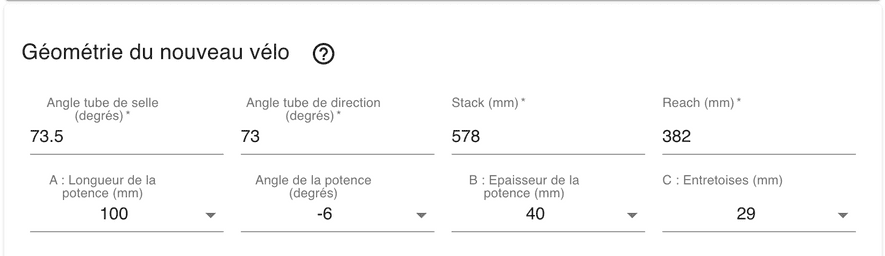 Géométrie du nouveau vélo ?
Angle tube de selle
(degrés) *
73.5
Angle tube de direction
(degrés) *
73
Stack (mm) *
578
Reach (mm) *
382
A : Longueur de la
potence (mm)
100
Angle de la potence
(degrés)
-6
B : Epaisseur de la
potence (mm)
40
C : Entretoises (mm)
29